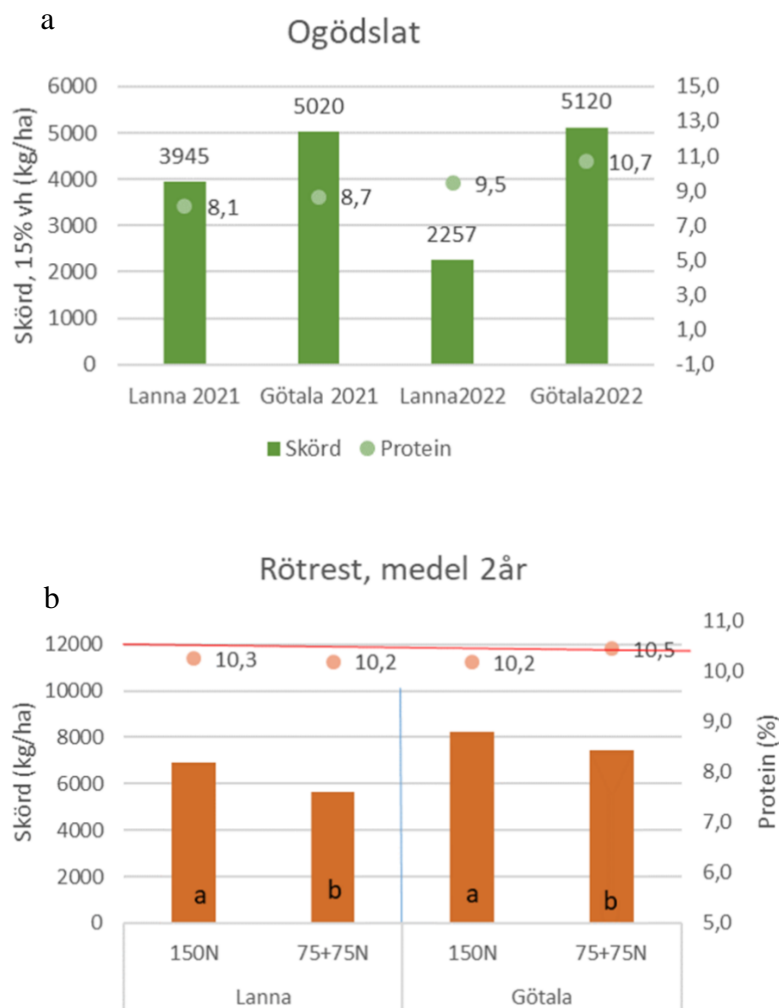 a
Ogödslat
Skörd, 15% vh (kg/ha)
6000
5000
4000
3000
2000
1000
0
15,0
13,0
11,0
9,0
7,0
5,0
3,0
1,0
-1,0
3945
5020
2257
5120
8,1
8,7
9,5
10,7
Lanna 2021 Götala 2021 Lanna2022 Götala2022
Skörd Protein
b
Rötrest, medel 2år
Skörd (kg/ha)
12000
10000
8000
6000
4000
2000
0
11,0
10,0
9,0
8,0
7,0
6,0
5,0
Protein (%)
10,3 10,2 10,2 10,5
a b a b
150N 75+75N 150N 75+75N
Lanna Götala